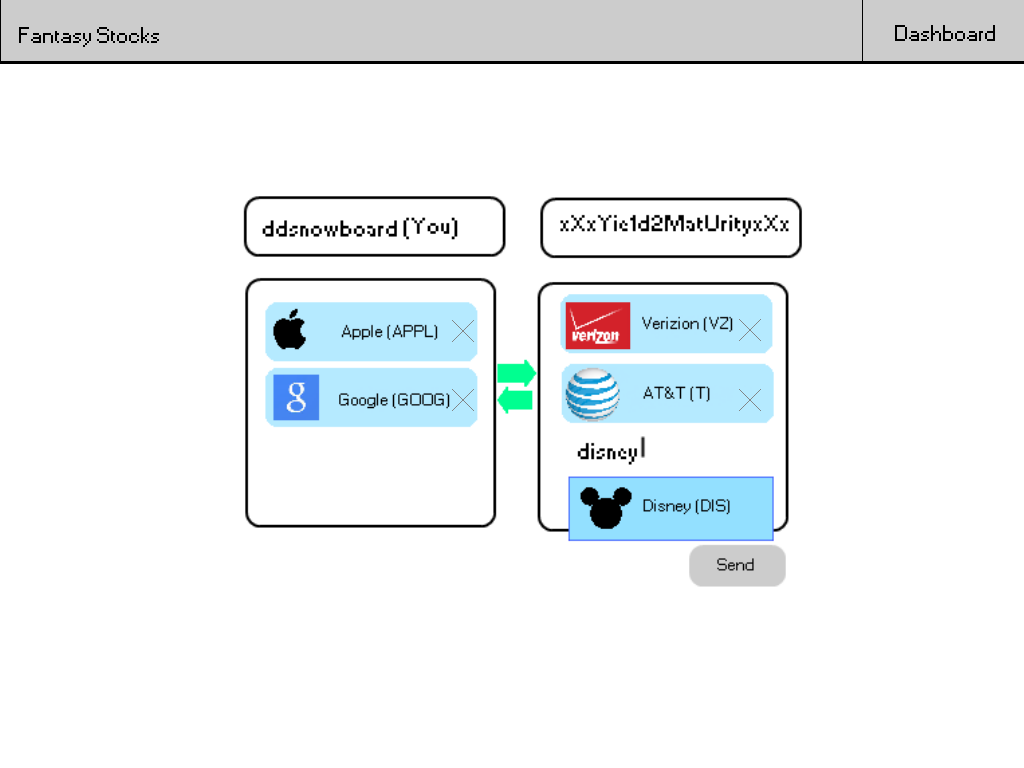 Fantasy Stocks
Dashboard
ddsnowboard (You)
xXxYie1d2MatUrityxXx
Apple (APPL)
Google (GOOG)
g
verizon
Verizion (VZ)
AT&T (T)
disney
Disney (DIS)
Send